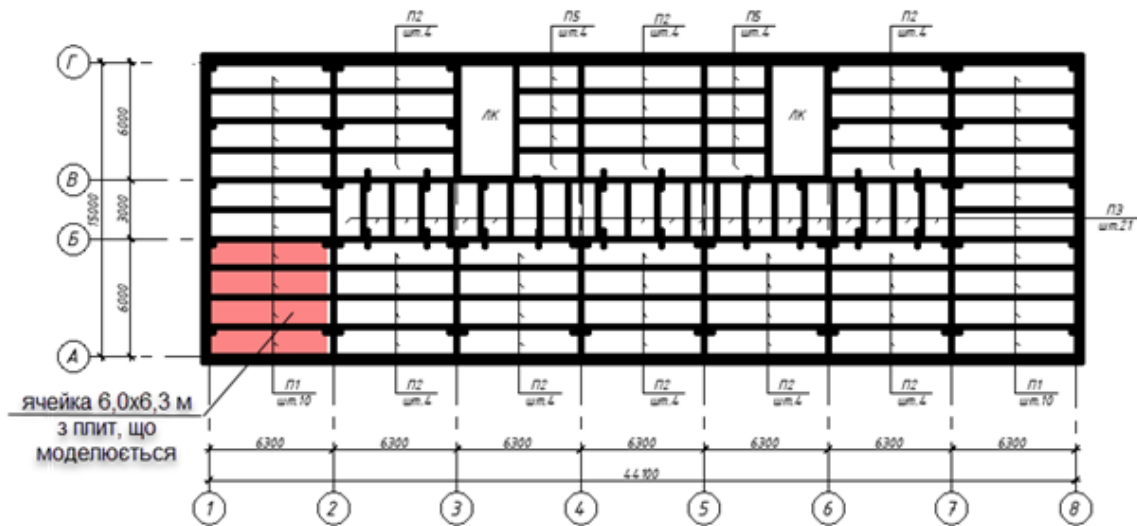 П2
шт.4
П5
шт.4
П2
шт.4
П5
шт.4
П2
шт.4
Г
6000
ЛК
ЛК
В
15000
3000
П3
шт.21
Б
6000
А
П1
шт.10
П2
шт.4
П2
шт.4
П2
шт.4
П2
шт.4
П2
шт.4
П1
шт.10
ячейка 6,0х6,3 м
з плит, що
моделюється
6300
6300
6300
6300
6300
6300
6300
44100
1
2
3
4
5
6
7
8